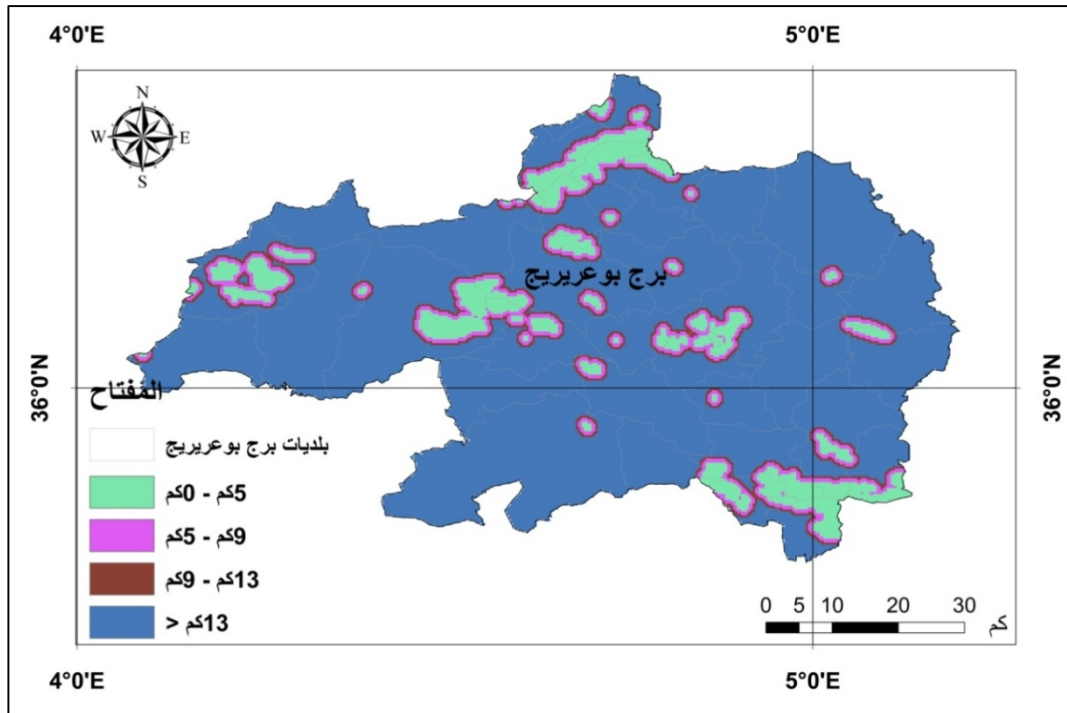 4°0'E 5°0'E
N
W E
S
برج بوعريريج
36°0'N 36°0'N
المفتاح
بلديات برج بوعريريج
5كم - 0كم
9كم - 5كم
13كم - 9كم
13كم <
0 5 10 20 30
كم
4°0'E 5°0'E